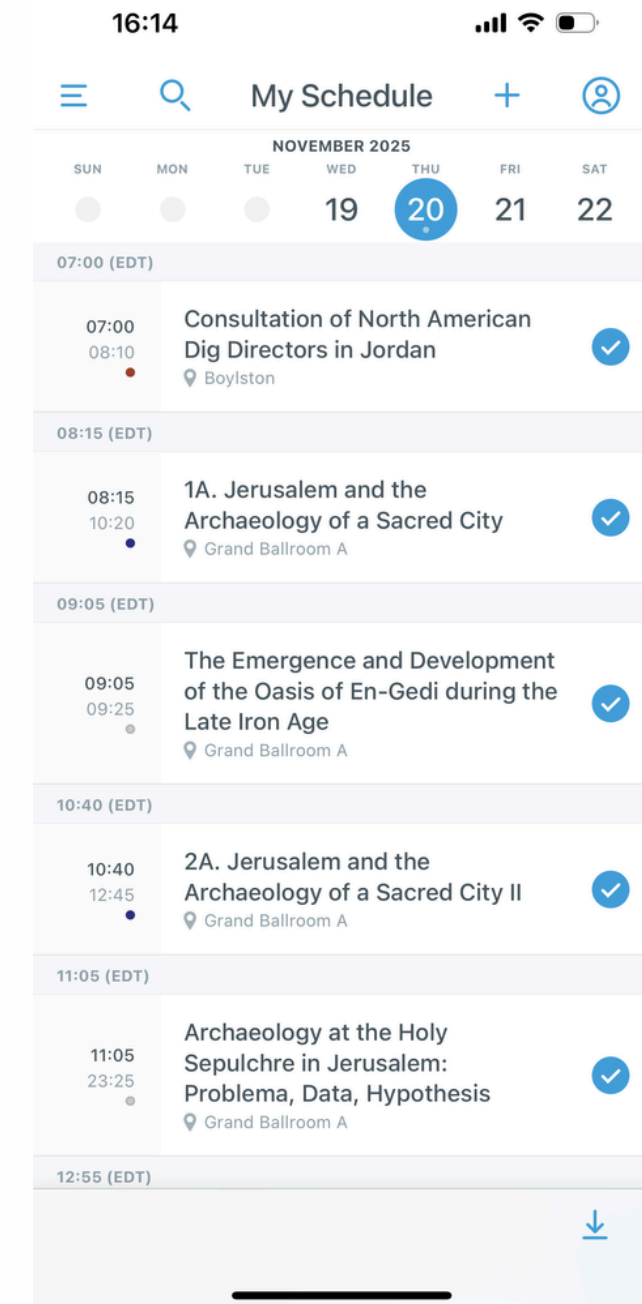 16:14
My Schedule
NOVEMBER 2025
SUN MON TUE WED THU FRI SAT
19 20 21 22
07:00 (EDT)
07:00
08:10
Consultation of North American
Dig Directors in Jordan
Boylston
08:15 (EDT)
08:15
10:20
1A. Jerusalem and the
Archaeology of a Sacred City
Grand Ballroom A
09:05 (EDT)
09:05
09:25
The Emergence and Development
of the Oasis of En-Gedi during the
Late Iron Age
Grand Ballroom A
10:40 (EDT)
10:40
12:45
2A. Jerusalem and the
Archaeology of a Sacred City II
Grand Ballroom A
11:05 (EDT)
11:05
23:25
Archaeology at the Holy
Sepulchre in Jerusalem:
Problema, Data, Hypothesis
Grand Ballroom A
12:55 (EDT)